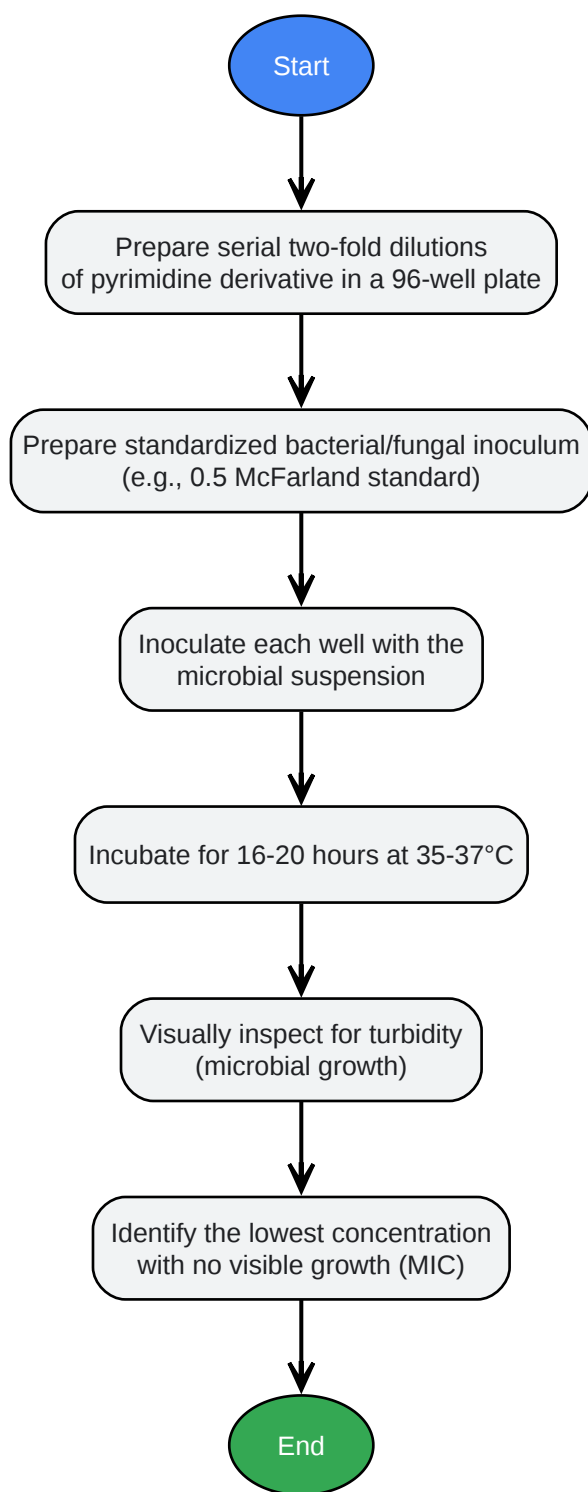 Start
Prepare serial two-fold dilutions
of pyrimidine derivative in a 96-well plate
Prepare standardized bacterial/fungal inoculum
(e.g., 0.5 McFarland standard)
Inoculate each well with the
microbial suspension
Incubate for 16-20 hours at 35-37°C
Visually inspect for turbidity
(microbial growth)
Identify the lowest concentration
with no visible growth (MIC)
End